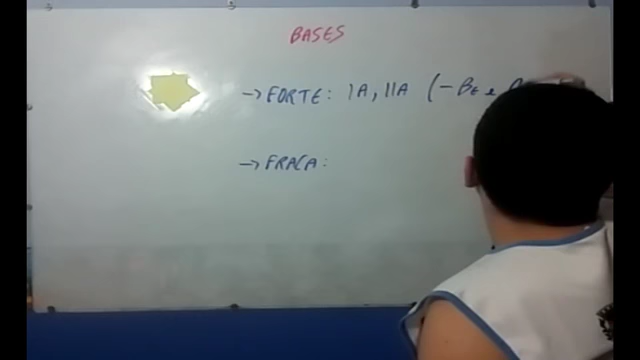 BASES
→ FORTE: IA, IIA (- Be e
→ FRACA: